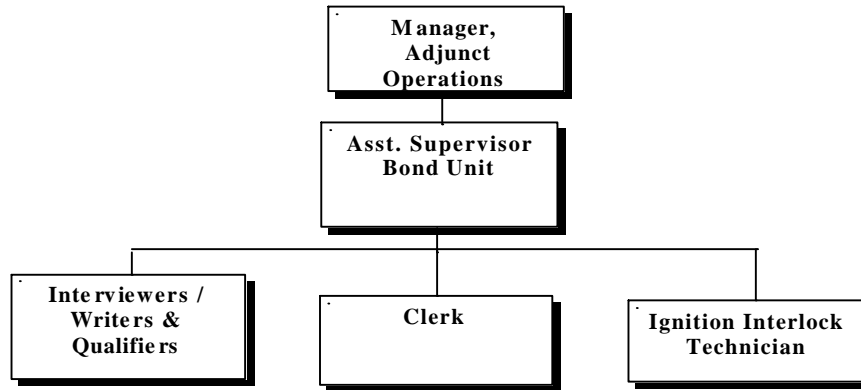 Manager,
Adjunct
Operations
Asst. Supervisor
Bond Unit
Interviewers /
Writers &
Qualifiers
Clerk
Ignition Interlock
Technician